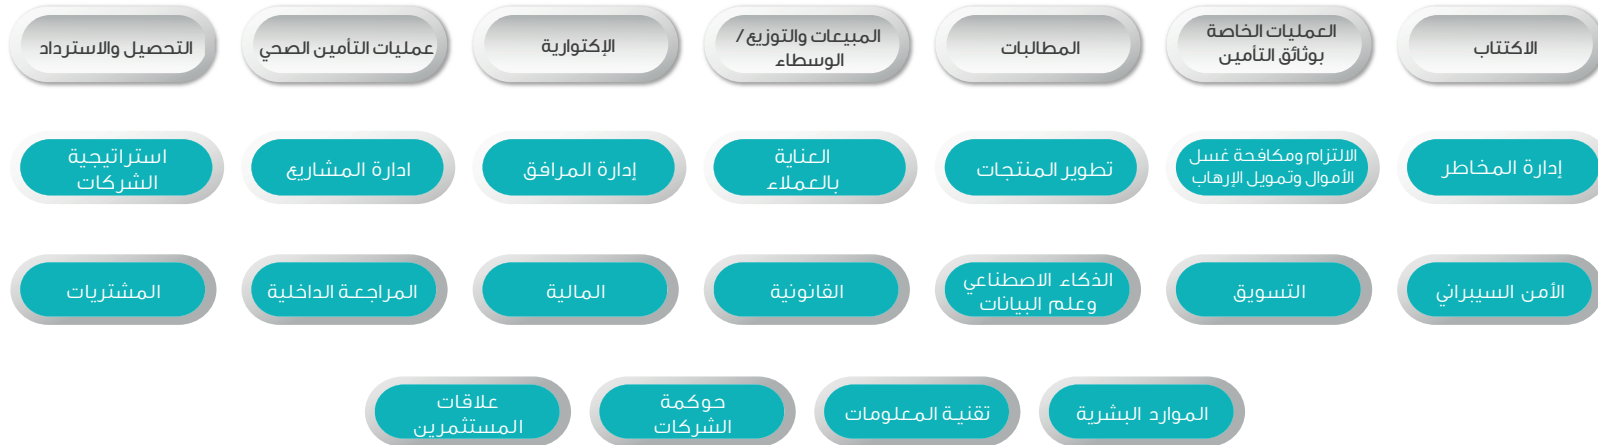 الاكتتاب
العمليات الخاصة
بوثائق التأمين
المطالبات
المبيعات والتوزيع /
الوسطاء
الإكتوارية
عمليات التأمين الصحي
التحصيل والاسترداد
إدارة المخاطر
الالتزام ومكافحة غسل
الأموال وتمويل الإرهاب
تطوير المنتجات
العناية
بالعملاء
إدارة المرافق
ادارة المشاريع
استراتيجية
الشركات
الأمن السيبراني
التسويق
الذكاء الاصطناعي
وعلم البيانات
القانونية
المالية
المراجعة الداخلية
المشتريات
الموارد البشرية
تقنية المعلومات
حوكمة
الشركات
علاقات
المستثمرين